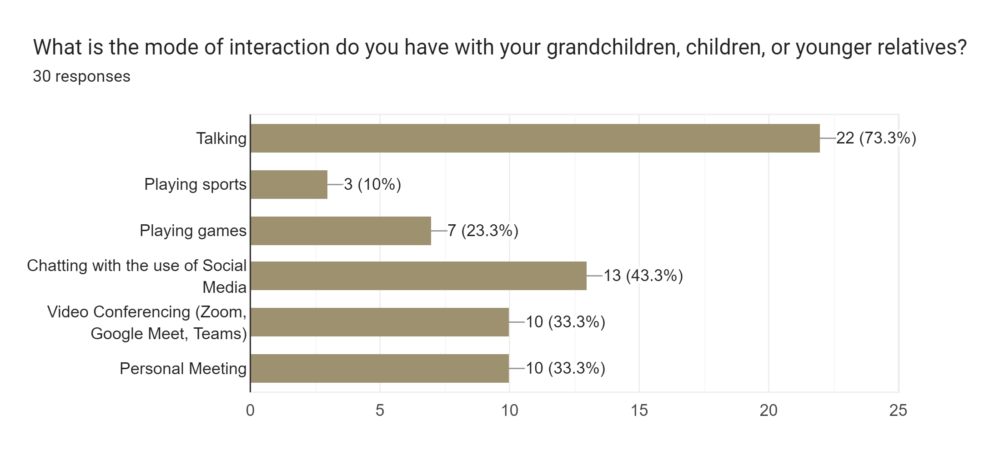 What is the mode of interaction do you have with your grandchildren, children, or younger relatives?
30 responses
Talking
22 (73.3%)
Playing sports
3 (10%)
Playing games
7 (23.3%)
Chatting with the use of Social
Media
13 (43.3%)
Video Conferencing (Zoom,
Google Meet, Teams)
10 (33.3%)
Personal Meeting
10 (33.3%)
0 5 10 15 20 25